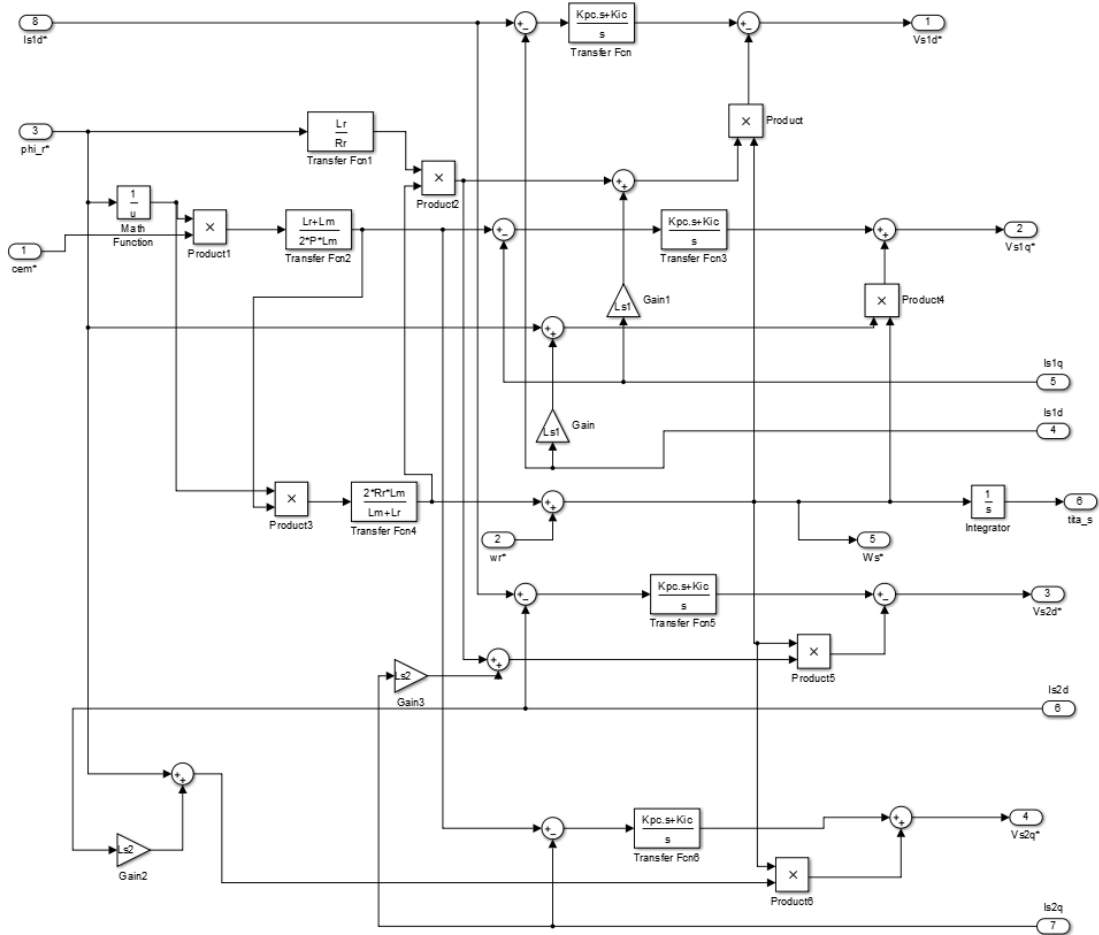 8
Is1d*
+
−
Kpc.s+Kic
s
Transfer Fcn
+
−
1
Vs1d*
3
phi_r*
Lr
Rr
Transfer Fcn1
×
Product
×
Product2
+
+
1
u
Math
Function
×
Product1
Lr+Lm
2*P*Lm
Transfer Fcn2
+
−
Kpc.s+Kic
s
Transfer Fcn3
+
+
2
Vs1q*
1
cem*
Ls1
Gain1
×
Product4
+
+
Is1q
5
Ls1
Gain
Is1d
4
×
Product3
2*Rr*Lm
Lm+Lr
Transfer Fcn4
+
+
1
s
Integrator
6
tita_s
2
wr*
5
Ws*
+
−
Kpc.s+Kic
s
Transfer Fcn5
+
−
3
Vs2d*
+
+
×
Product5
Ls2
Gain3
Is2d
6
+
+
Ls2
Gain2
+
−
Kpc.s+Kic
s
Transfer Fcn6
+
+
4
Vs2q*
×
Product6
Is2q
7